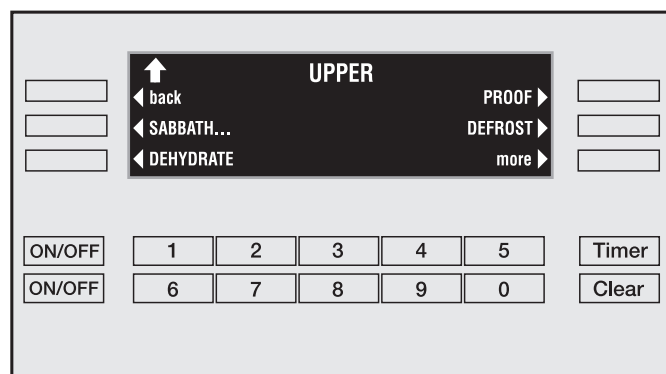 UPPER
back PROOF
SABBATH... DEFROST
DEHYDRATE more
ON/OFF 1 2 3 4 5 Timer
ON/OFF 6 7 8 9 0 Clear